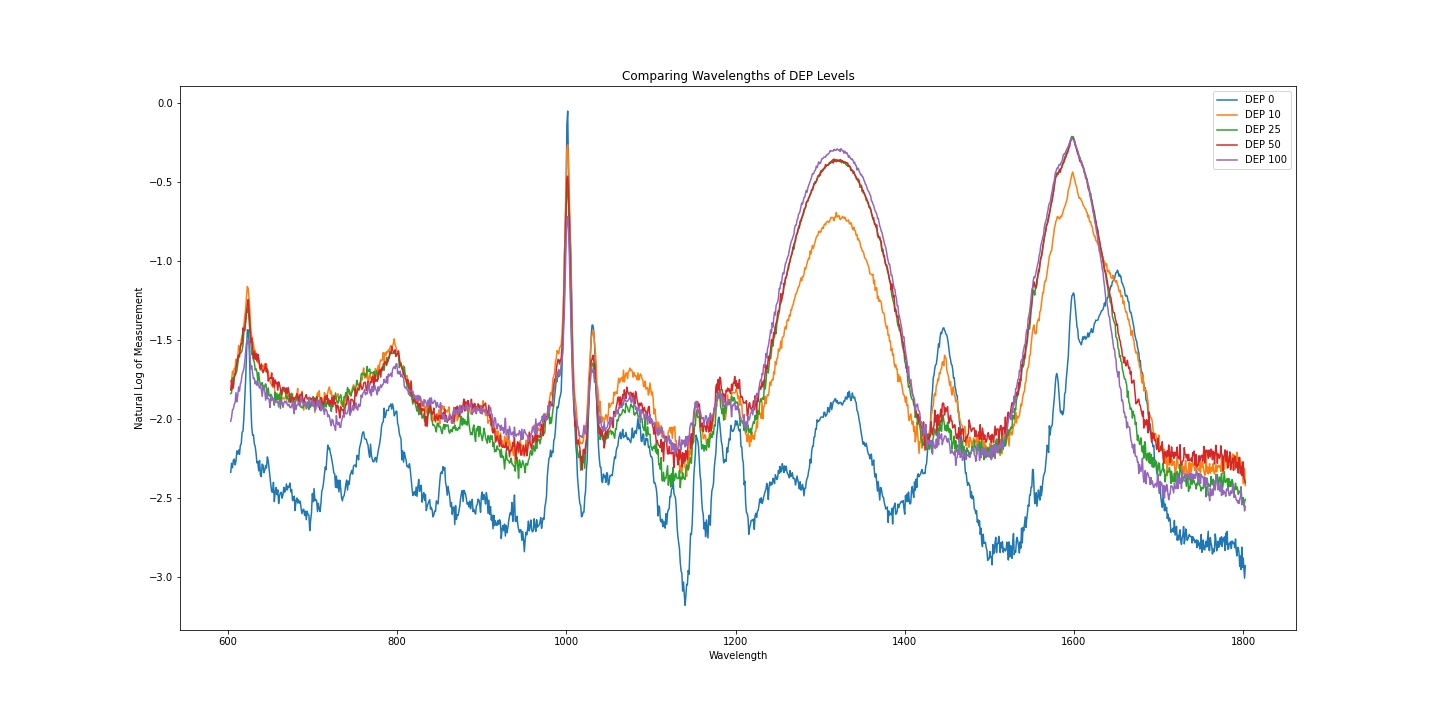 Comparing Wavelengths of DEP Levels
DEP 0
DEP 10
DEP 25
DEP 50
DEP 100
Natural Log of Measurement
0.0
−0.5
−1.0
−1.5
−2.0
−2.5
−3.0
600 800 1000 1200 1400 1600 1800
Wavelength